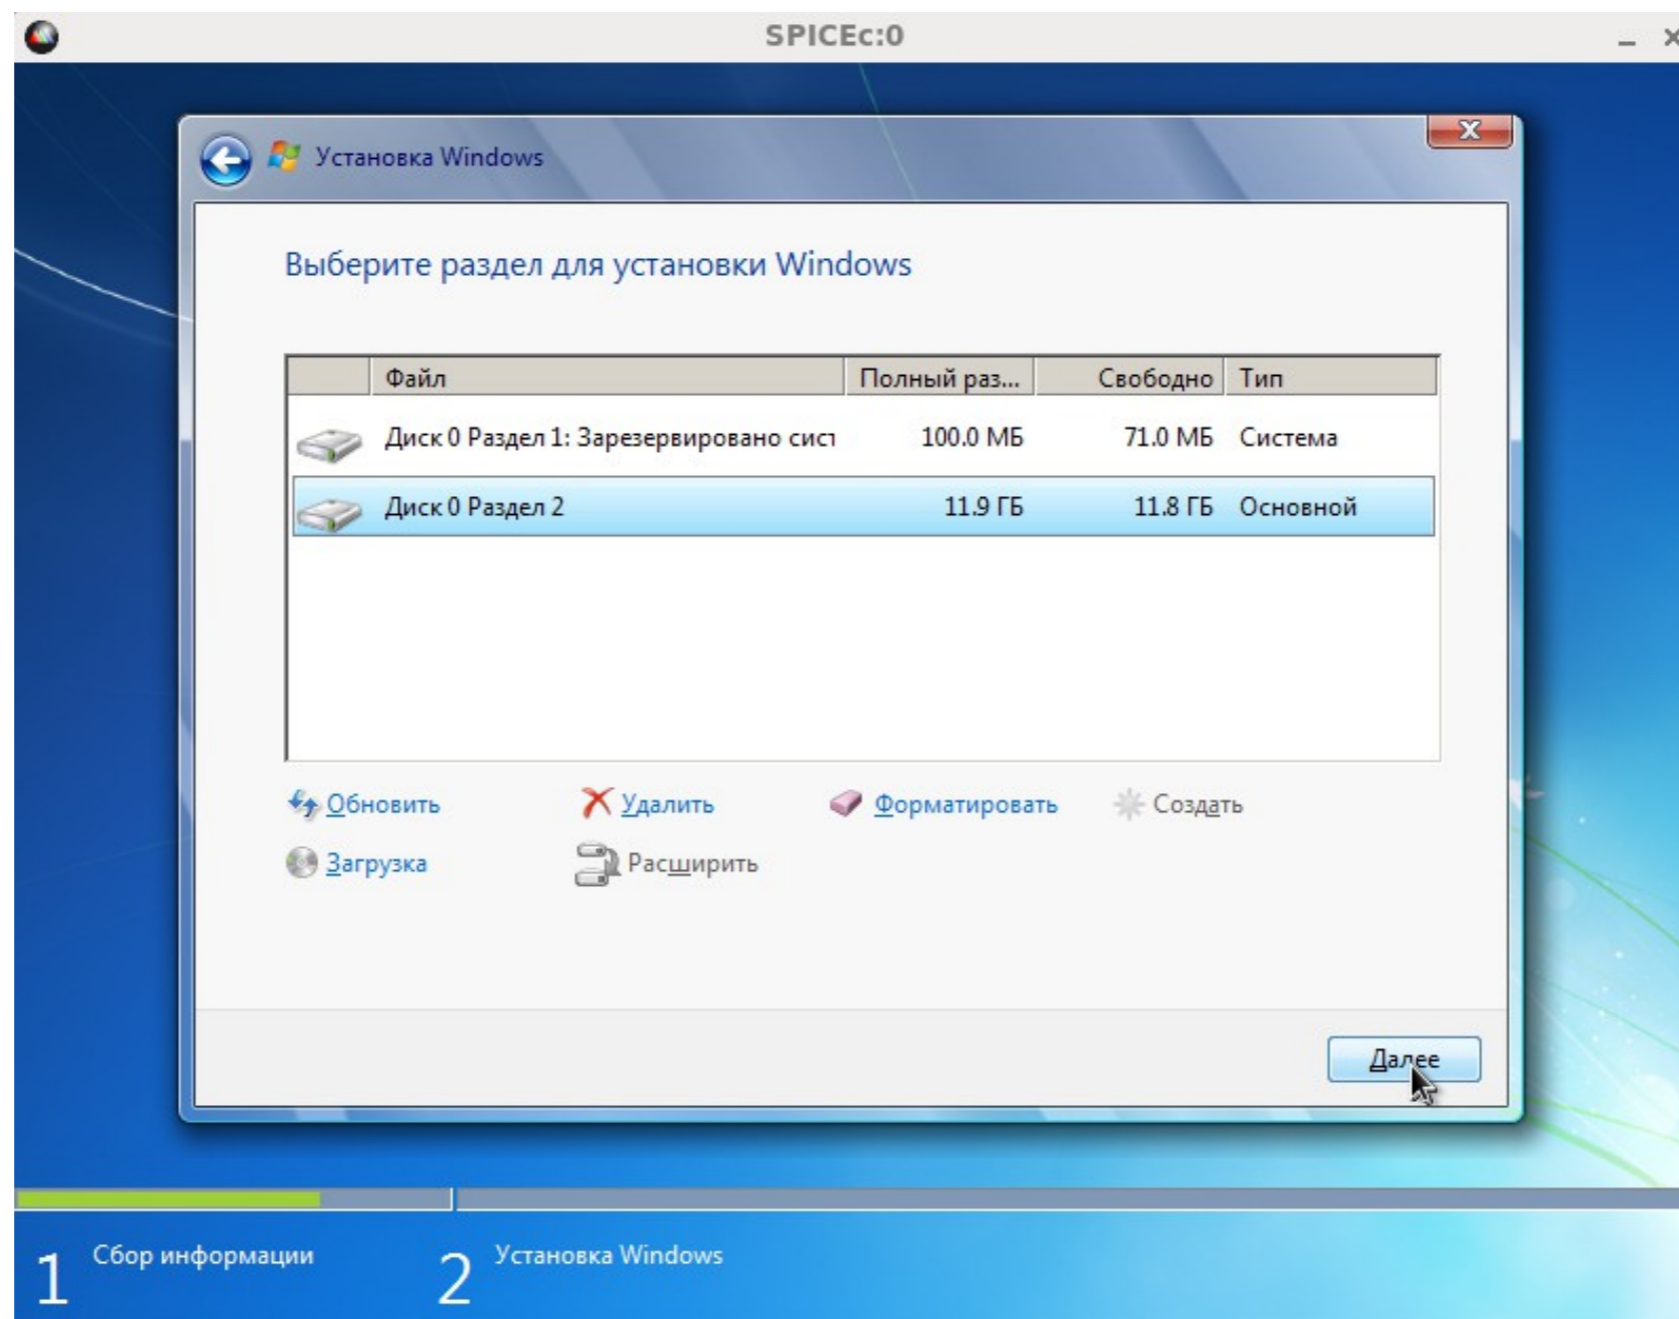 SPICEc:0
Установка Windows
Выберите раздел для установки Windows
Файл Полный раз... Свободно Тип
Диск 0 Раздел 1: Зарезервировано сист 100.0 МБ 71.0 МБ Система
Диск 0 Раздел 2 11.9 ГБ 11.8 ГБ Основной
Обновить Удалить Форматировать Создать
Загрузка Расширить
Далее
1 Сбор информации 2 Установка Windows